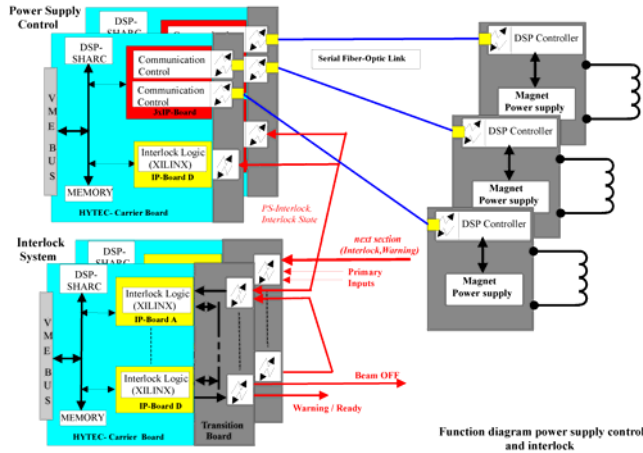 Power Supply
Control
DSP-
SHARC
DSP-
SHARC
Communication
Control
Communication
Control
VME BUS
Interlock Logic
(XILINX)
IP-Board D
MEMORY
HYTEC- Carrier Board
Serial Fiber-Optic Link
DSP Controller
Magnet
Power supply
DSP Controller
Magnet
Power supply
DSP Controller
Magnet
Power supply
PS-Interlock,
Interlock State
Interlock
System
DSP-
DSP-
SHARC
VME BUS
Interlock Logic
(XILINX)
IP-Board A
Interlock Logic
(XILINX)
IP-Board D
MEMORY
HYTEC- Carrier Board
Transition
Board
next section
(Interlock,Warning)
Primary
Inputs
Beam OFF
Warning / Ready
Function diagram power supply control
and interlock